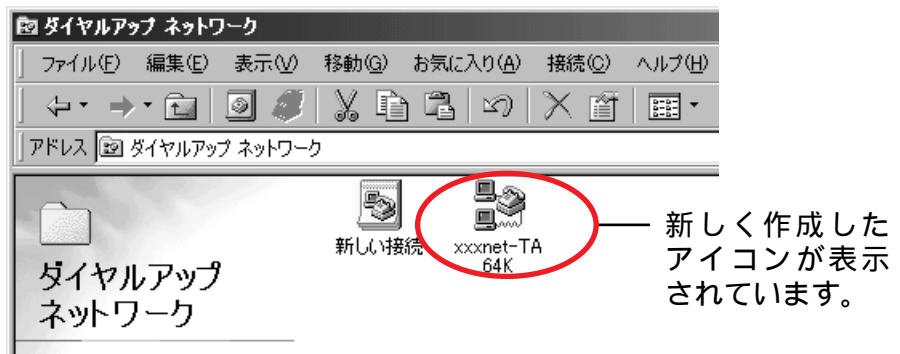 ダイヤルアップ ネットワーク
ファイル(F) 編集(E) 表示(V) 移動(G) お気に入り(A) 接続(C) ヘルプ(H)
アドレス ダイヤルアップ ネットワーク
新しい接続 xxxnet-TA
64K
ダイヤルアップ
ネットワーク
新しく作成した
アイコンが表示
されています。